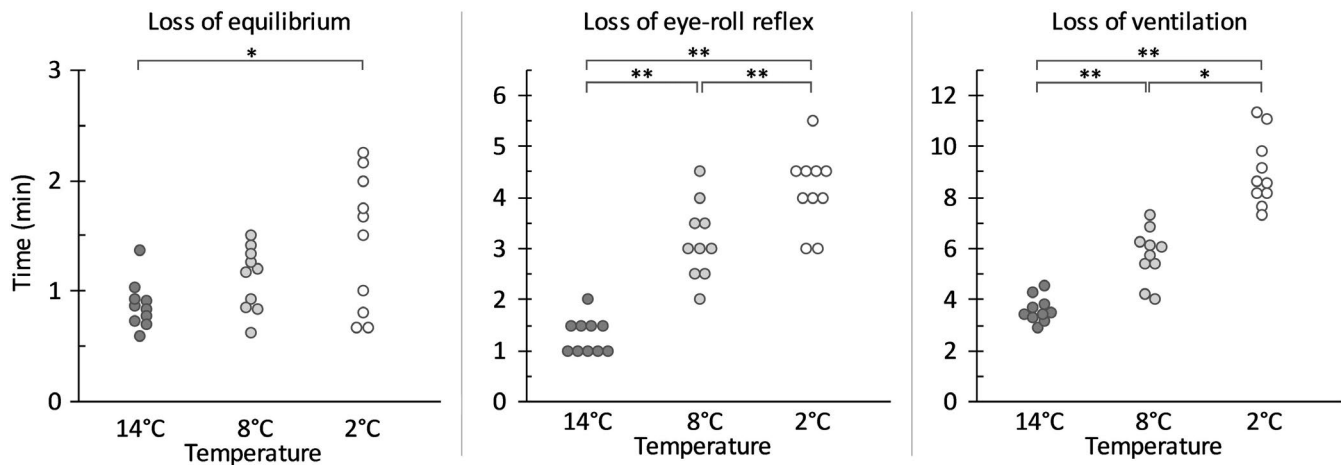 Loss of equilibrium
*
3
2
1
0
Time (min)
14°C 8°C 2°C
Temperature
Loss of eye-roll reflex
**
** **
6
5
4
3
2
1
0
14°C 8°C 2°C
Temperature
Loss of ventilation
**
** *
12
10
8
6
4
2
0
14°C 8°C 2°C
Temperature